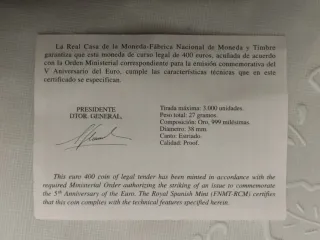 La Real Casa de la Moneda-Fábrica Nacional de Moneda y Timbre
garantiza que esta moneda de curso legal de 400 euros, acuñada de acuerdo
con la Orden Ministerial correspondiente para la emisión conmemorativa del
V Aniversario del Euro, cumple las características técnicas que en este
certificado se especifican.
PRESIDENTE
DTOR. GENERAL,
Tirada máxima: 3.000 unidades.
Peso total: 27 gramos.
Composición: Oro, 999 milésimas.
Diámetro: 38 mm.
Canto: Estriado.
Calidad: Proof.
This euro 400 coin of legal tender has been minted in accordance with the
required Ministerial Order authorizing the striking of an issue to commemorate
the 5th Anniversary of the Euro. The Royal Spanish Mint (FNMT-RCM) certifies
that this coin complies with the technical features specified herein.